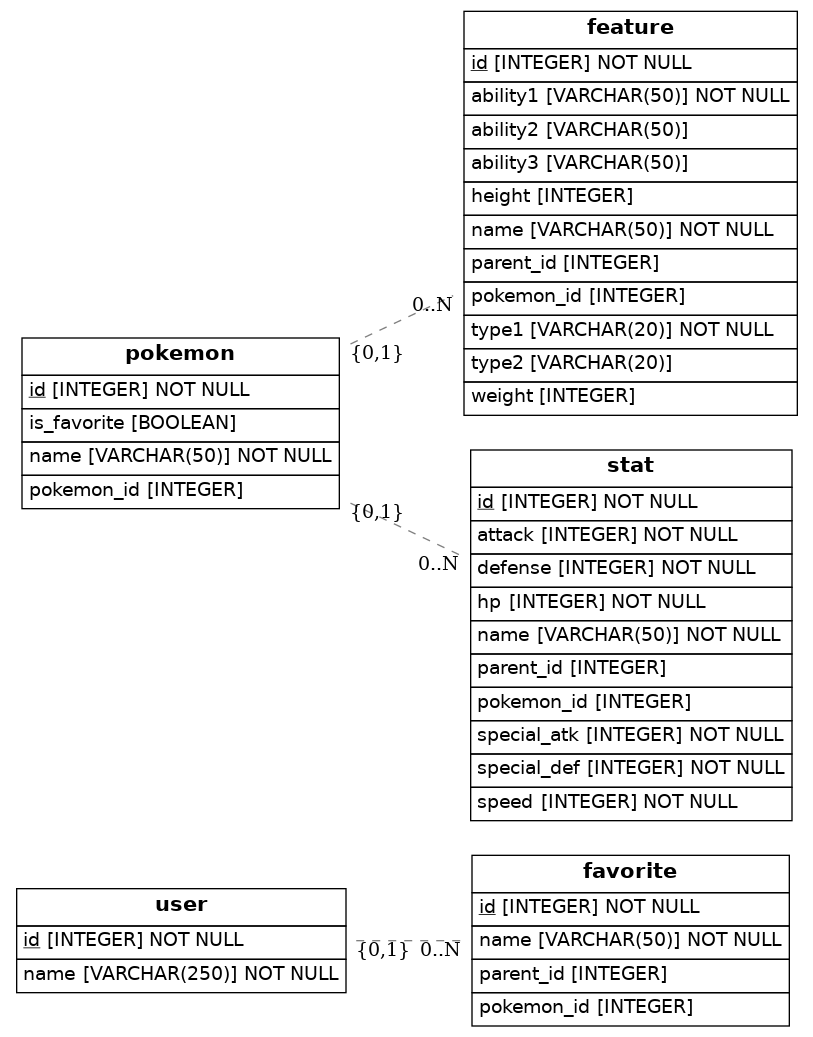 feature
id [INTEGER] NOT NULL
ability1 [VARCHAR(50)] NOT NULL
ability2 [VARCHAR(50)]
ability3 [VARCHAR(50)]
height [INTEGER]
name [VARCHAR(50)] NOT NULL
parent_id [INTEGER]
pokemon_id [INTEGER]
type1 [VARCHAR(20)] NOT NULL
type2 [VARCHAR(20)]
weight [INTEGER]
0..N
{0,1}
pokemon
id [INTEGER] NOT NULL
is_favorite [BOOLEAN]
name [VARCHAR(50)] NOT NULL
pokemon_id [INTEGER]
{0,1}
0..N
stat
id [INTEGER] NOT NULL
attack [INTEGER] NOT NULL
defense [INTEGER] NOT NULL
hp [INTEGER] NOT NULL
name [VARCHAR(50)] NOT NULL
parent_id [INTEGER]
pokemon_id [INTEGER]
special_atk [INTEGER] NOT NULL
special_def [INTEGER] NOT NULL
speed [INTEGER] NOT NULL
user
id [INTEGER] NOT NULL
name [VARCHAR(250)] NOT NULL
{0,1} 0..N
favorite
id [INTEGER] NOT NULL
name [VARCHAR(50)] NOT NULL
parent_id [INTEGER]
pokemon_id [INTEGER]